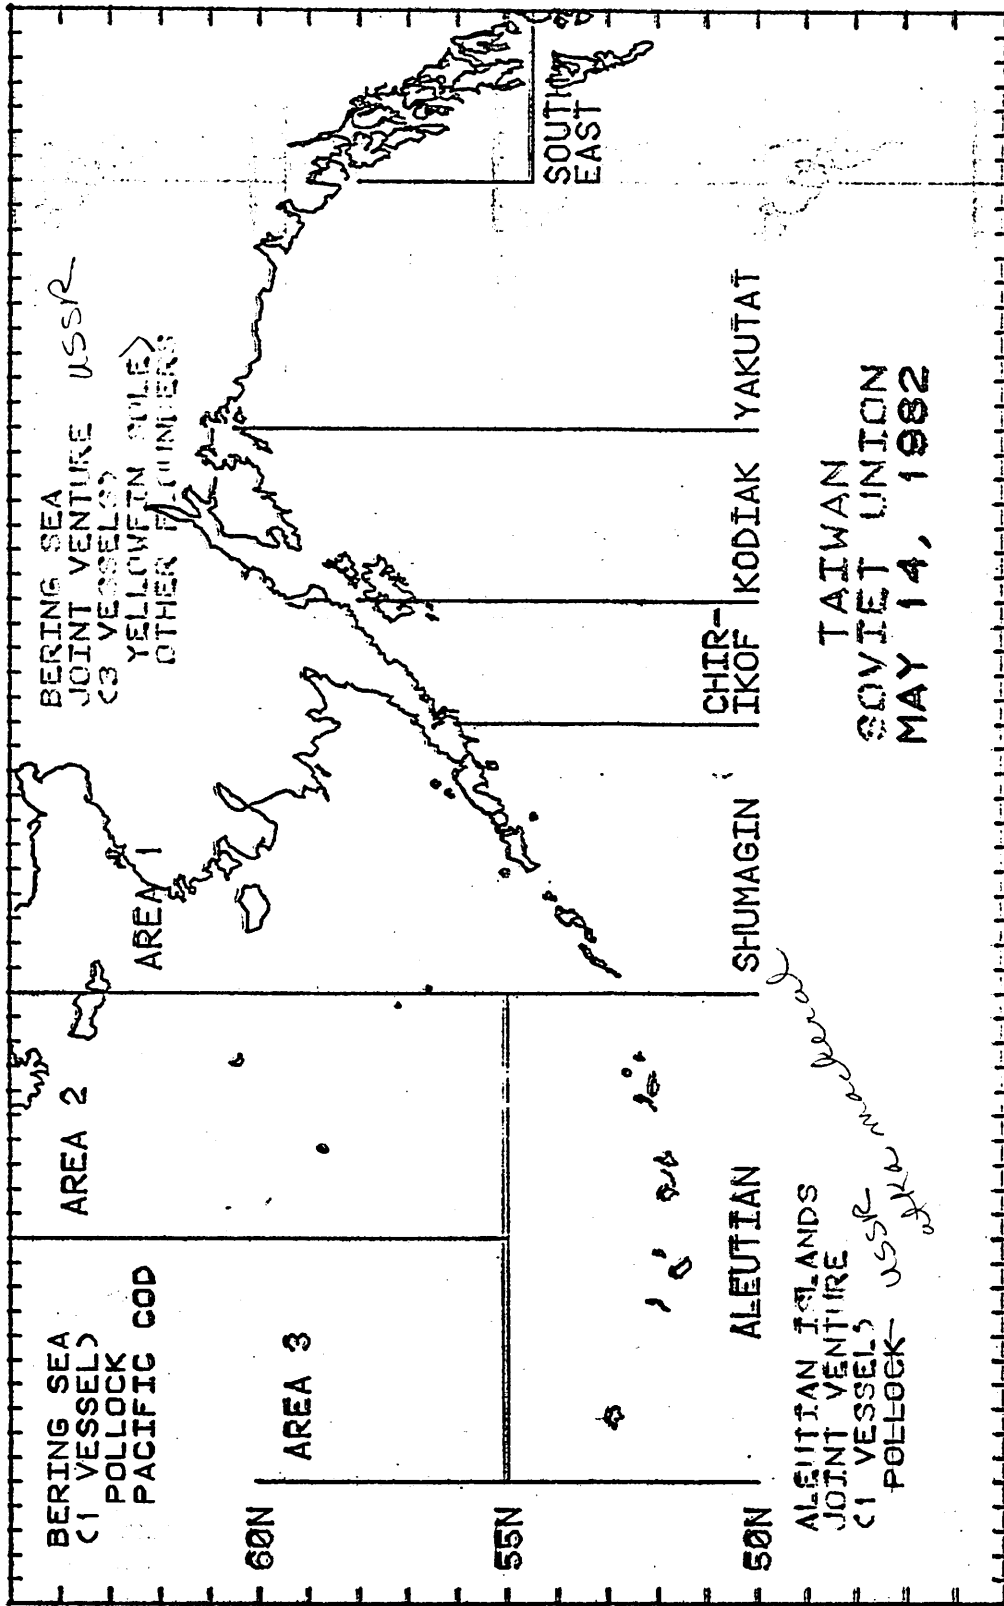 BERING SEA
(1 VESSEL)
POLLOCK
PACIFIC COD
BERING SEA
JOINT VENTURE USSR
(3 VESSELS)
YELLOWFIN SOLE
OTHER FLOUNDERS
AREA 1
AREA 2
AREA 3
60N
55N
50N
SOUTH
EAST
YAKUTAT
KODIAK
CHIR-
IKOF
SHUMAGIN
ALEUTIAN
ALEUTIAN ISLANDS
JOINT VENTURE
(1 VESSEL)
POLLOCK USSR
atka mackeral
TAIWAN
SOVIET UNION
MAY 14, 1982